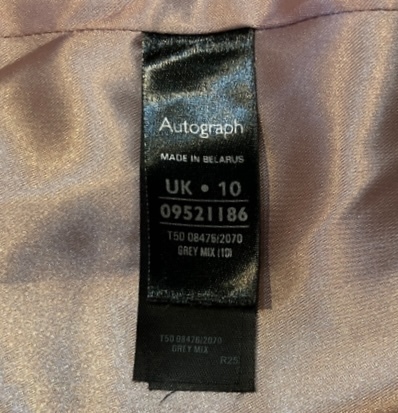 Autograph
MADE IN BELARUS
UK • 10
09521186
T50 08476/2070
GREY MIX (10)
T50 08476/2070
GREY MIX
R25